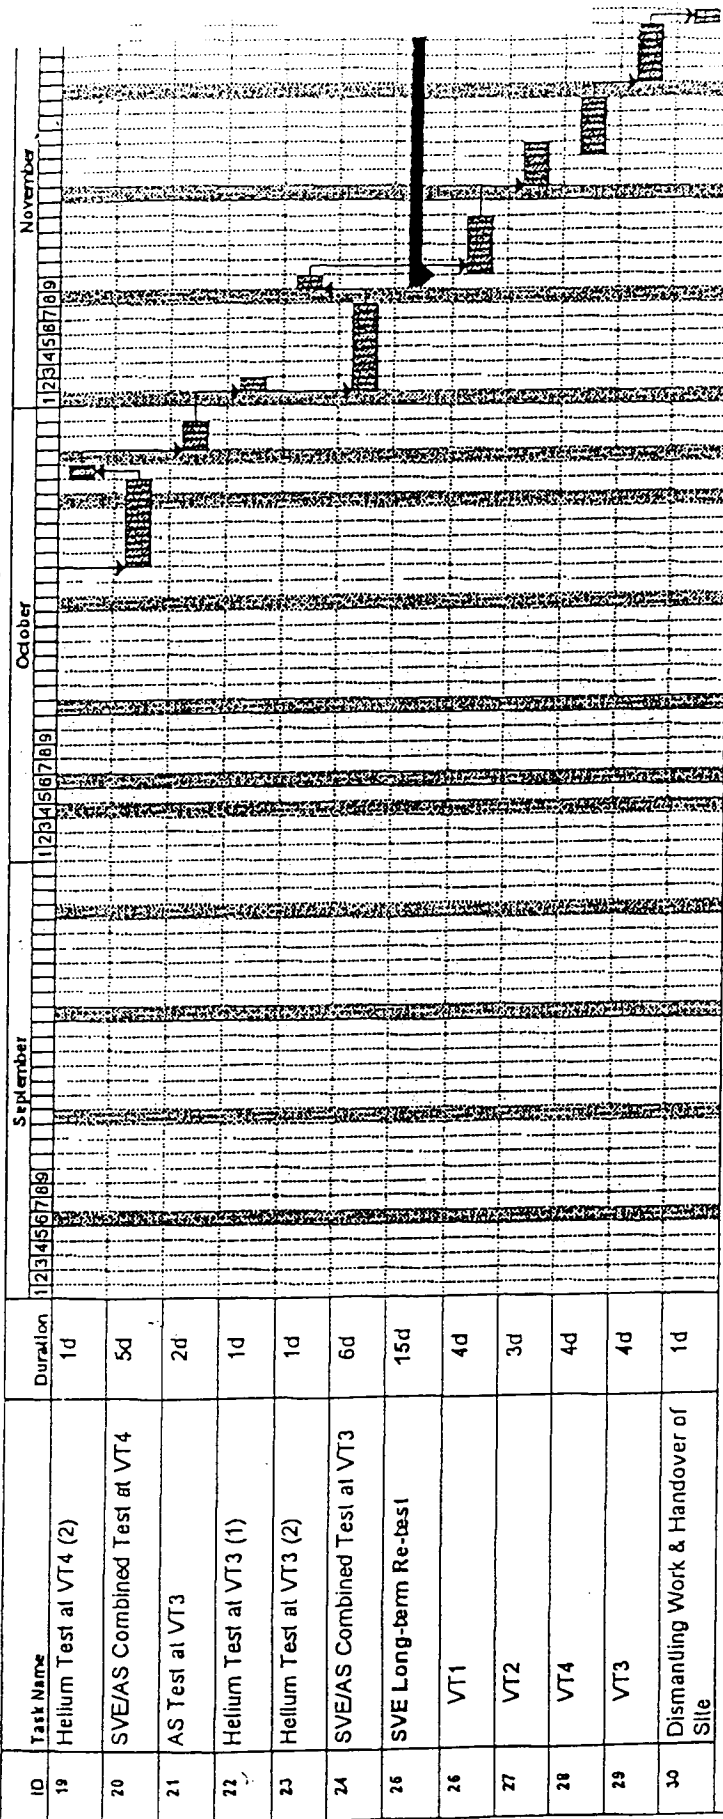 ID Task Name Duration September October November
1 2 3 4 5 6 7 8 9 1 2 3 4 5 6 7 8 9 1 2 3 4 5 6 7 8 9
19 Helium Test at VT4 (2) 1d
20 SVE/AS Combined Test at VT4 5d
21 AS Test at VT3 2d
22 Helium Test at VT3 (1) 1d
23 Helium Test at VT3 (2) 1d
24 SVE/AS Combined Test at VT3 6d
25 SVE Long-term Re-test 15d
26 VT1 4d
27 VT2 3d
28 VT4 4d
29 VT3 4d
30 Dismantling Work & Handover of 1d
Site